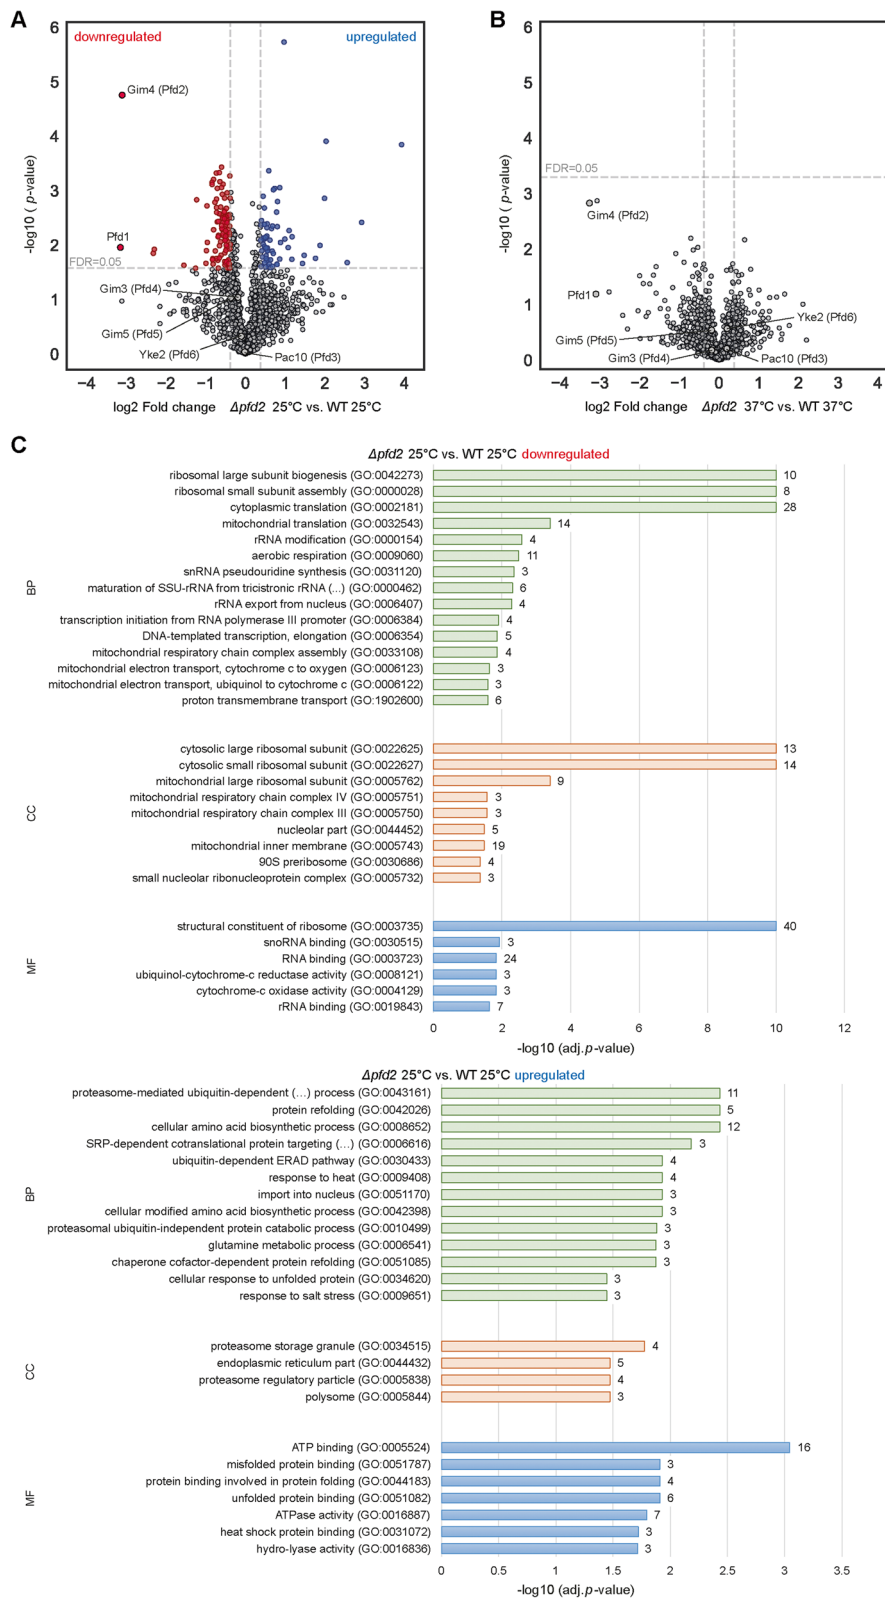 A
downregulated
upregulated
Gim4 (Pfd2)
Pfd1
FDR=0.05
Gim3 (Pfd4)
Gim5 (Pfd5)
Yke2 (Pfd6)
Pac10 (Pfd3)
-log10 ( p-value)
6
5
4
3
2
1
0
−4 −3 −2 −1 0 1 2 3 4
log2 Fold change Δpfd2 25°C vs. WT 25°C
B
FDR=0.05
Gim4 (Pfd2)
Pfd1
Yke2 (Pfd6)
Gim5 (Pfd5)
Gim3 (Pfd4)
Pac10 (Pfd3)
-log10 ( p-value)
6
5
4
3
2
1
0
−4 −3 −2 −1 0 1 2 3 4
log2 Fold change Δpfd2 37°C vs. WT 37°C
C
Δpfd2 25°C vs. WT 25°C downregulated
BP
ribosomal large subunit biogenesis (GO:0042273) 10
ribosomal small subunit assembly (GO:0000028) 8
cytoplasmic translation (GO:0002181) 28
mitochondrial translation (GO:0032543) 14
rRNA modification (GO:0000154) 4
aerobic respiration (GO:0009060) 11
snRNA pseudouridine synthesis (GO:0031120) 3
maturation of SSU-rRNA from tricistronic rRNA (...) (GO:0000462) 6
rRNA export from nucleus (GO:0006407) 4
transcription initiation from RNA polymerase III promoter (GO:0006384) 4
DNA-templated transcription, elongation (GO:0006354) 5
mitochondrial respiratory chain complex assembly (GO:0033108) 4
mitochondrial electron transport, cytochrome c to oxygen (GO:0006123) 3
mitochondrial electron transport, ubiquinol to cytochrome c (GO:0006122) 3
proton transmembrane transport (GO:1902600) 6
CC
cytosolic large ribosomal subunit (GO:0022625) 13
cytosolic small ribosomal subunit (GO:0022627) 14
mitochondrial large ribosomal subunit (GO:0005762) 9
mitochondrial respiratory chain complex IV (GO:0005751) 3
mitochondrial respiratory chain complex III (GO:0005750) 3
nucleolar part (GO:0044452) 5
mitochondrial inner membrane (GO:0005743) 19
90S preribosome (GO:0030686) 4
small nucleolar ribonucleoprotein complex (GO:0005732) 3
MF
structural constituent of ribosome (GO:0003735) 40
snoRNA binding (GO:0030515) 3
RNA binding (GO:0003723) 24
ubiquinol-cytochrome-c reductase activity (GO:0008121) 3
cytochrome-c oxidase activity (GO:0004129) 3
rRNA binding (GO:0019843) 7
0 2 4 6 8 10 12
-log10 (adj.p-value)
Δpfd2 25°C vs. WT 25°C upregulated
BP
proteasome-mediated ubiquitin-dependent (...) process (GO:0043161) 11
protein refolding (GO:0042026) 5
cellular amino acid biosynthetic process (GO:0008652) 12
SRP-dependent cotranslational protein targeting (...) (GO:0006616) 3
ubiquitin-dependent ERAD pathway (GO:0030433) 4
response to heat (GO:0009408) 4
import into nucleus (GO:0051170) 3
cellular modified amino acid biosynthetic process (GO:0042398) 3
proteasomal ubiquitin-independent protein catabolic process (GO:0010499) 3
glutamine metabolic process (GO:0006541) 3
chaperone cofactor-dependent protein refolding (GO:0051085) 3
cellular response to unfolded protein (GO:0034620) 3
response to salt stress (GO:0009651) 3
CC
proteasome storage granule (GO:0034515) 4
endoplasmic reticulum part (GO:0044432) 5
proteasome regulatory particle (GO:0005838) 4
polysome (GO:0005844) 3
MF
ATP binding (GO:0005524) 16
misfolded protein binding (GO:0051787) 3
protein binding involved in protein folding (GO:0044183) 4
unfolded protein binding (GO:0051082) 6
ATPase activity (GO:0016887) 7
heat shock protein binding (GO:0031072) 3
hydro-lyase activity (GO:0016836) 3
0 0.5 1 1.5 2 2.5 3 3.5
-log10 (adj.p-value)